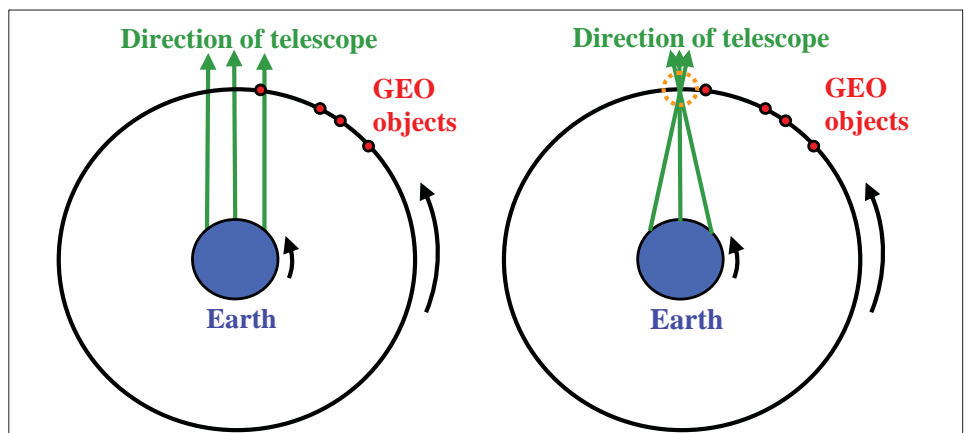 Direction of telescope
GEO
objects
Earth
Direction of telescope
GEO
objects
Earth